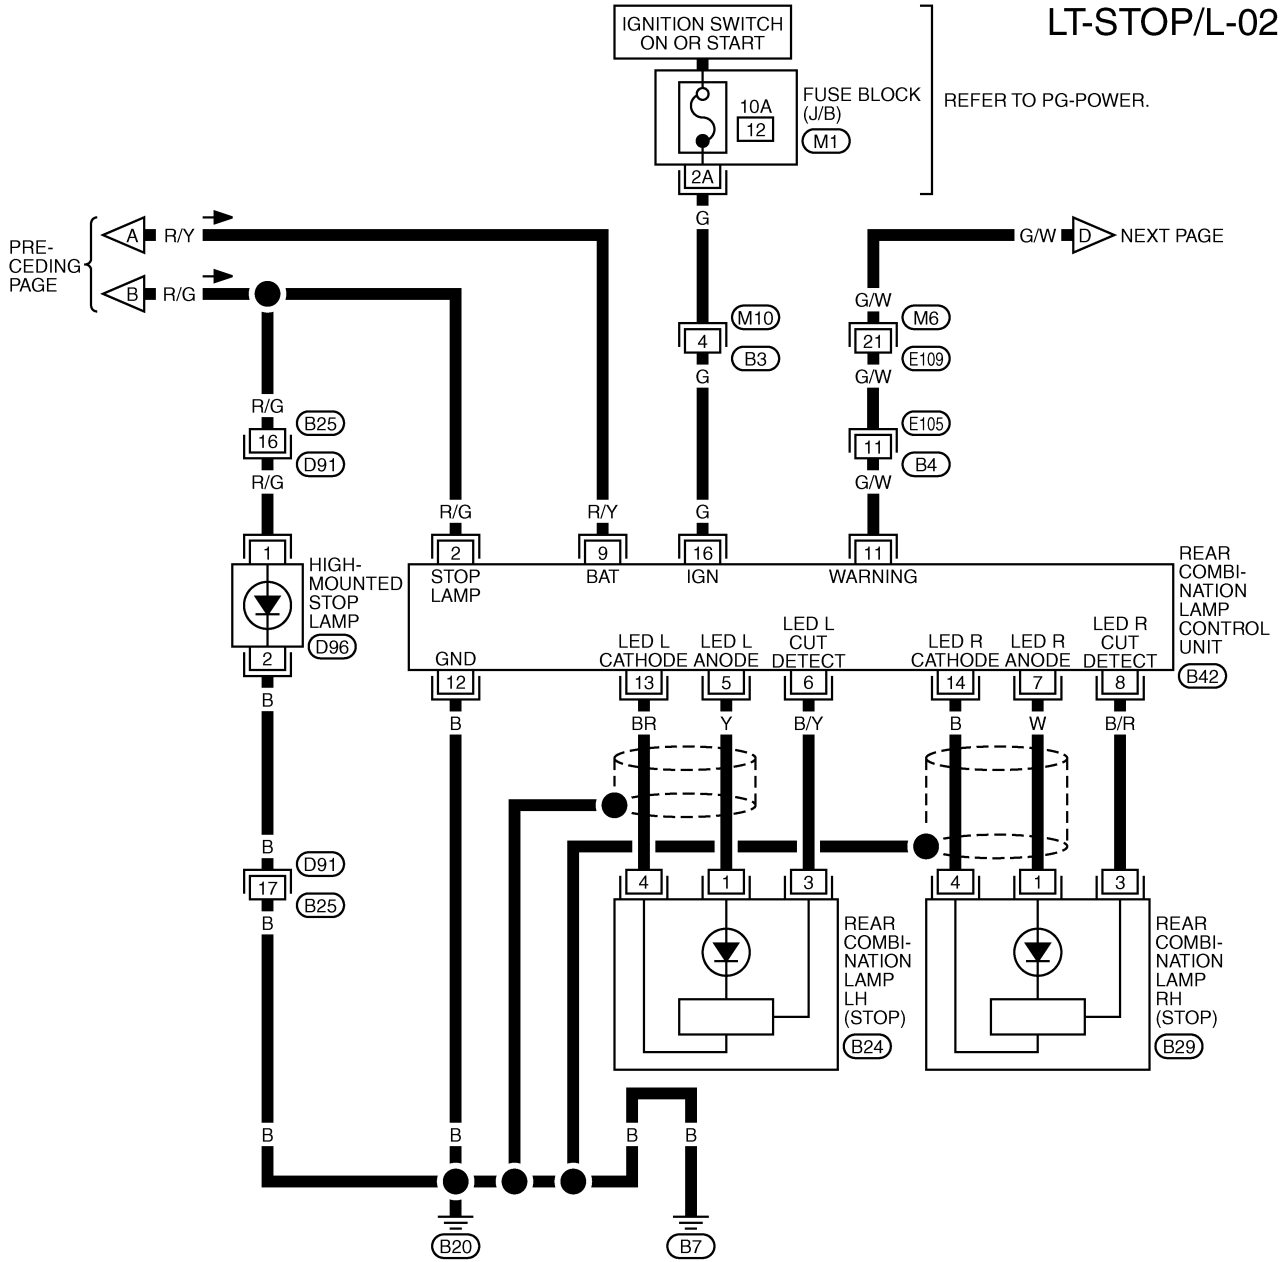 LT-STOP/L-02
IGNITION SWITCH
ON OR START
10A
12
FUSE BLOCK
(J/B)
M1
REFER TO PG-POWER.
2A
G
PRE-
CEDING
PAGE
A
R/Y
B
R/G
G/W
D
NEXT PAGE
G/W
M10
4
B3
G
M6
21
E109
G/W
R/G
B25
16
D91
R/G
E105
11
B4
G/W
R/G
R/Y
G
1
HIGH-
MOUNTED
STOP
LAMP
D96
2
B
2
STOP
LAMP
9
BAT
16
IGN
11
WARNING
REAR
COMBI-
NATION
LAMP
CONTROL
UNIT
B42
GND
LED L
CATHODE
LED L
ANODE
LED L
CUT
DETECT
LED R
CATHODE
LED R
ANODE
LED R
CUT
DETECT
12
13
5
6
14
7
8
B
BR
Y
B/Y
B
W
B/R
B
D91
17
B25
B
4
1
3
4
1
3
REAR
COMBI-
NATION
LAMP
LH
(STOP)
B24
REAR
COMBI-
NATION
LAMP
RH
(STOP)
B29
B
B
B
B
B20
B7